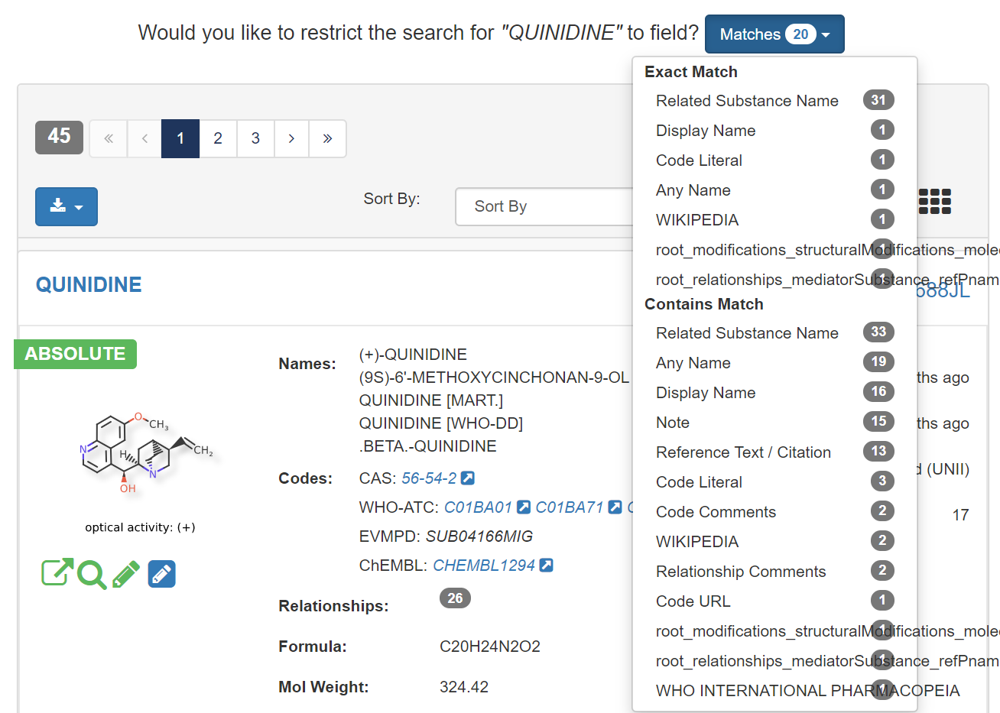 Would you like to restrict the search for "QUINIDINE" to field? Matches 20
45 « ‹ 1 2 3 › »
Sort By: Sort By
Exact Match
Related Substance Name 31
Display Name 1
Code Literal 1
Any Name 1
WIKIPEDIA 1
root_modifications_structuralModifications_mole 1
root_relationships_mediatorSubstance_refPnam 1
Contains Match
Related Substance Name 33
Any Name 19
Display Name 16
Note 15
Reference Text / Citation 13
Code Literal 3
Code Comments 2
WIKIPEDIA 2
Relationship Comments 2
Code URL 1
root_modifications_structuralModifications_mole 1
root_relationships_mediatorSubstance_refPnam 1
WHO INTERNATIONAL PHARMACOPEIA 1
QUINIDINE
688JL
ABSOLUTE
N O CH3
H N CH2
OH
optical activity: (+)
Names: (+)-QUINIDINE
(9S)-6'-METHOXYCINCHONAN-9-OL
QUINIDINE [MART.]
QUINIDINE [WHO-DD]
.BETA.-QUINIDINE
Codes: CAS: 56-54-2
WHO-ATC: C01BA01 C01BA71 C
EVMPD: SUB04166MIG
ChEMBL: CHEMBL1294
Relationships: 26
Formula: C20H24N2O2
Mol Weight: 324.42
ths ago
ths ago
d (UNII)
17